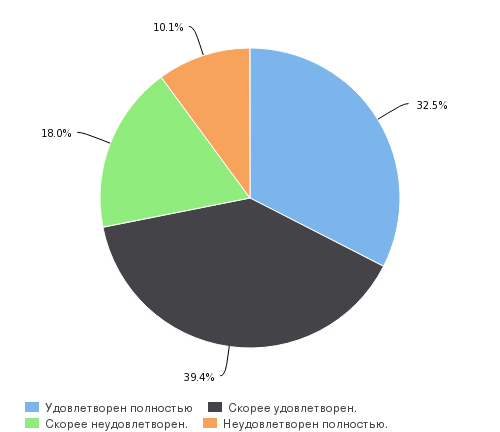 10.1%
32.5%
18.0%
39.4%
Удовлетворен полностью Скорее удовлетворен.
Скорее неудовлетворен. Неудовлетворен полностью.